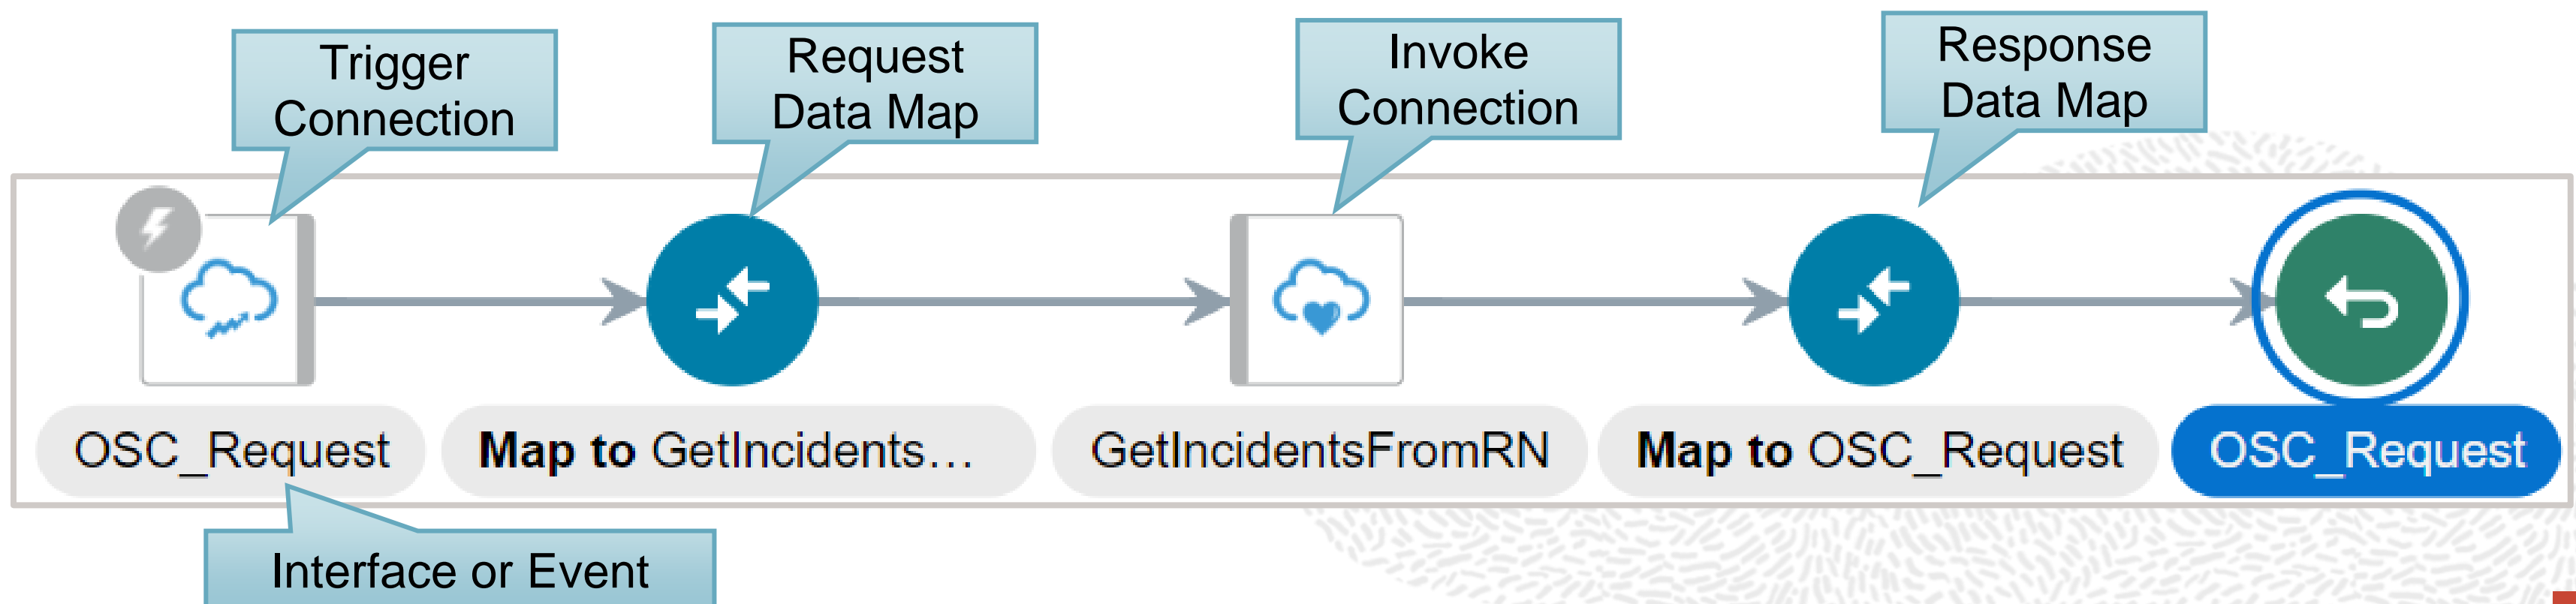 Trigger
Connection
Request
Data Map
Invoke
Connection
Response
Data Map
OSC_Request
Map to GetIncidents...
GetIncidentsFromRN
Map to OSC_Request
OSC_Request
Interface or Event